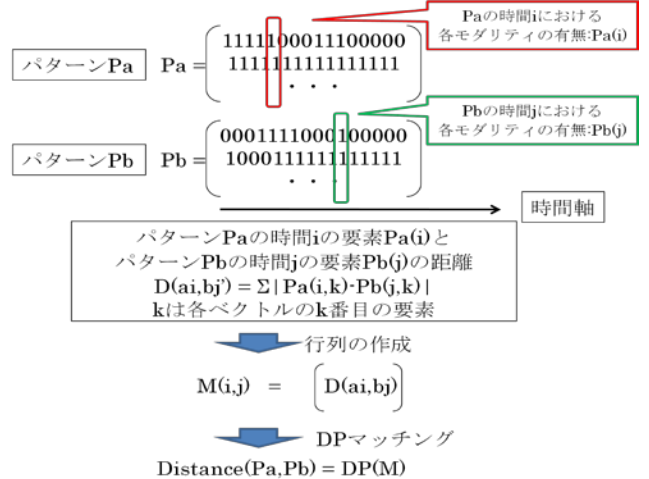 Paの時間iにおける
各モダリティの有無:Pa(i)
111110001110000
パターンPa Pa =
111111111111111
・・・
Pbの時間jにおける
各モダリティの有無:Pb(j)
000111100010000
パターンPb Pb =
100011111111111
・・・
時間軸
パターンPaの時間iの要素Pa(i)と
パターンPbの時間jの要素Pb(j)の距離
D(ai,bj') = Σ|Pa(i,k)-Pb(j,k)|
kは各ベクトルのk番目の要素
行列の作成
M(i,j) = D(ai,bj)
DPマッチング
Distance(Pa,Pb) = DP(M)